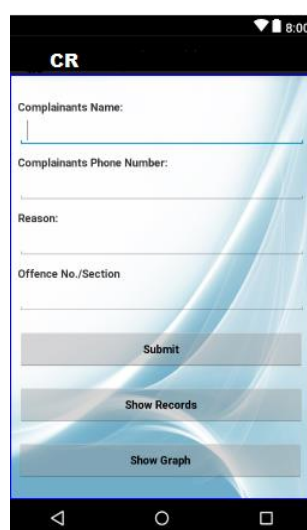 8:00
CR
Complainants Name:
Complainants Phone Number:
Reason:
Offence No./Section
Submit
Show Records
Show Graph